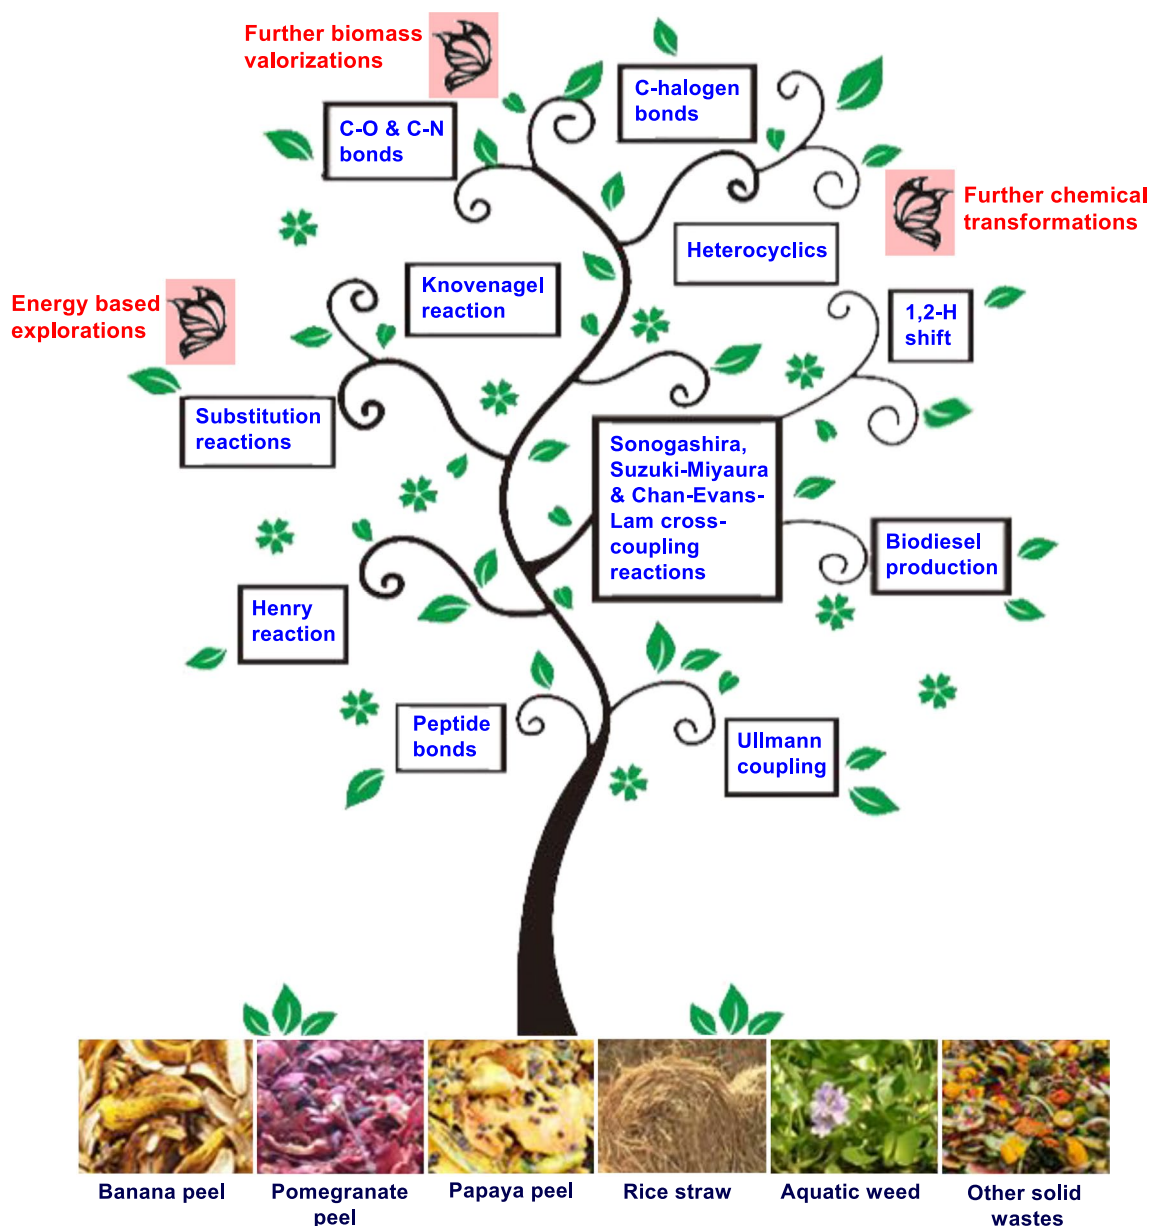 Further biomass
valorizations
C-halogen
bonds
C-O & C-N
bonds
Further chemical
transformations
Heterocyclics
Knovenagel
reaction
Energy based
explorations
1,2-H
shift
Substitution
reactions
Sonogashira,
Suzuki-Miyaura
& Chan-Evans-
Lam cross-
coupling
reactions
Biodiesel
production
Henry
reaction
Peptide
bonds
Ullmann
coupling
Banana peel
Pomegranate
peel
Papaya peel
Rice straw
Aquatic weed
Other solid
wastes